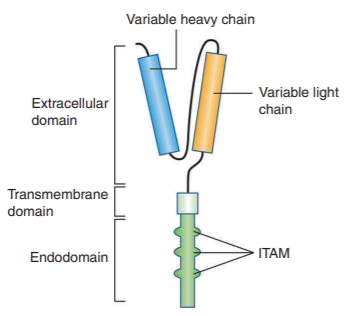 Variable heavy chain
Extracellular
domain
Variable light
chain
Transmembrane
domain
Endodomain
ITAM